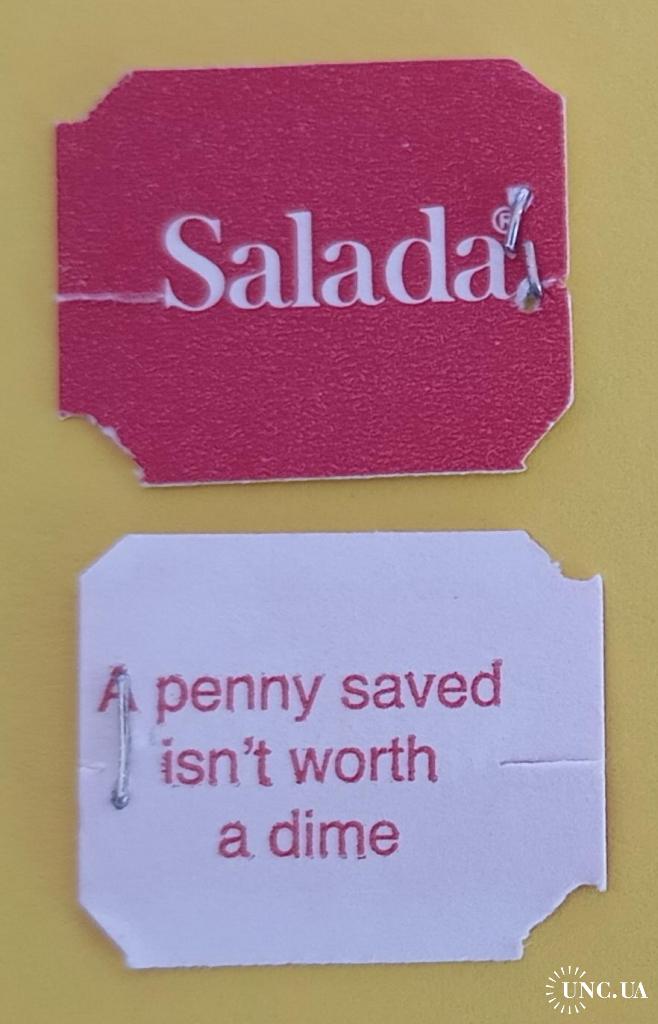 Salada®
A penny saved
isn't worth
a dime
UNC.UA